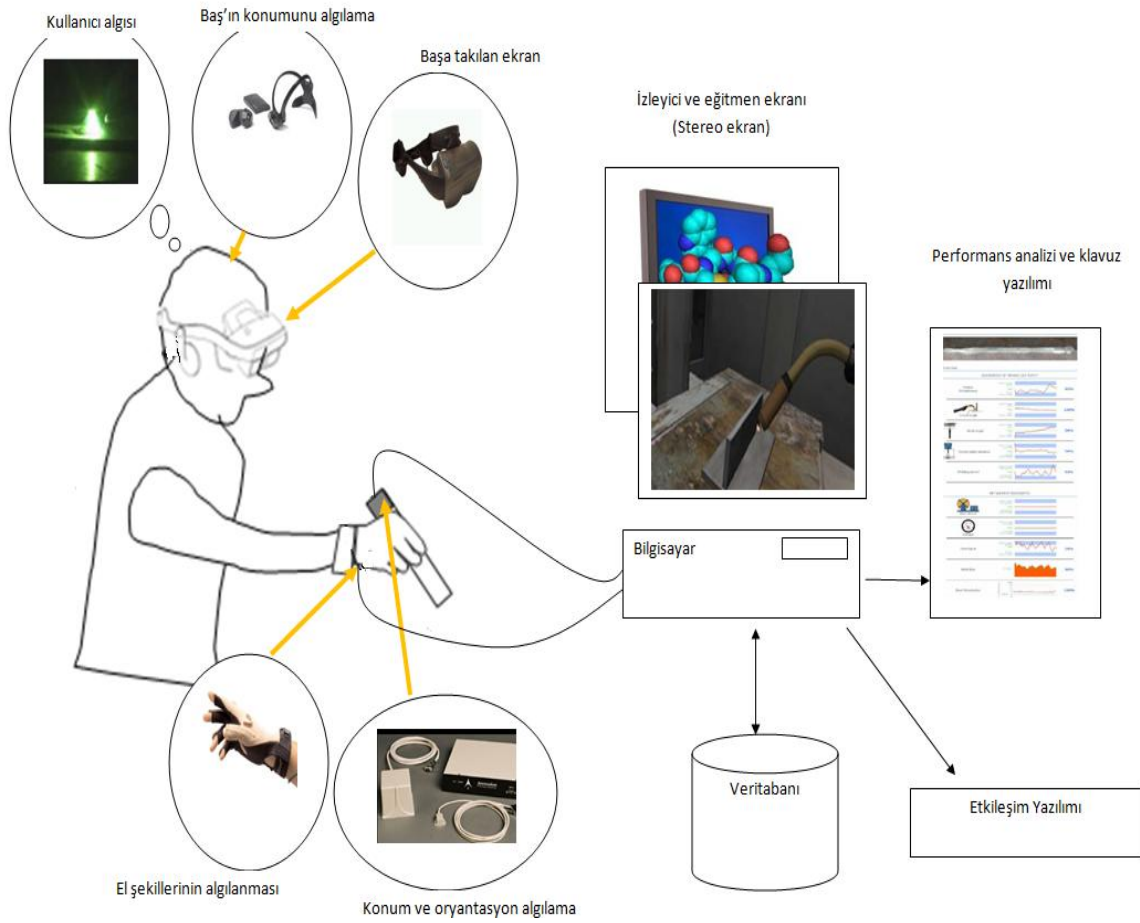 Kullanıcı algısı
Baş'ın konumunu algılama
Başa takılan ekran
İzleyici ve eğitmen ekranı
(Stereo ekran)
Performans analizi ve klavuz
yazılımı
Bilgisayar
Veritabanı
Etkileşim Yazılımı
El şekillerinin algılanması
Konum ve oryantasyon algılama